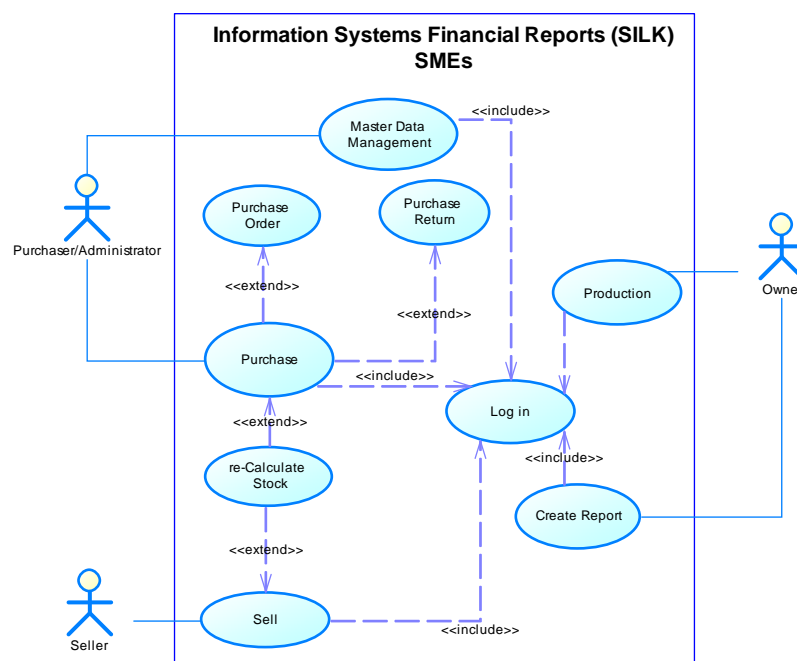 Information Systems Financial Reports (SILK)
SMEs
<<include>>
Master Data
Management
Purchase
Order
Purchase
Return
Purchaser/Administrator
<<extend>>
Production
Owner
<<extend>>
Purchase
<<include>>
Log in
<<extend>>
re-Calculate
Stock
<<include>>
Create Report
<<extend>>
Sell
<<include>>
Seller